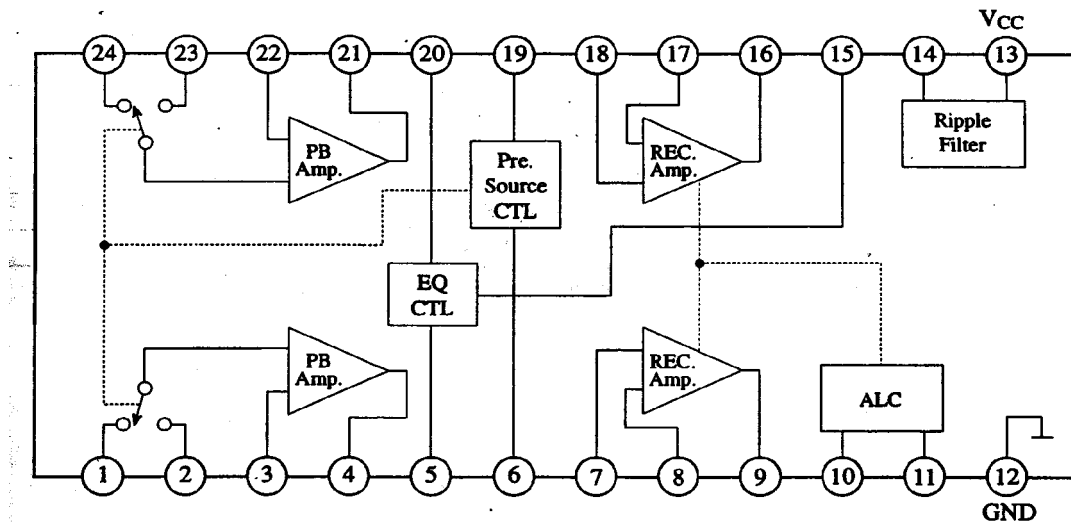 VCC
24 23 22 21 20 19 18 17 16 15 14 13
PB
Amp.
Pre.
Source
CTL
REC.
Amp.
Ripple
Filter
EQ
CTL
PB
Amp.
REC.
Amp.
ALC
1 2 3 4 5 6 7 8 9 10 11 12
GND